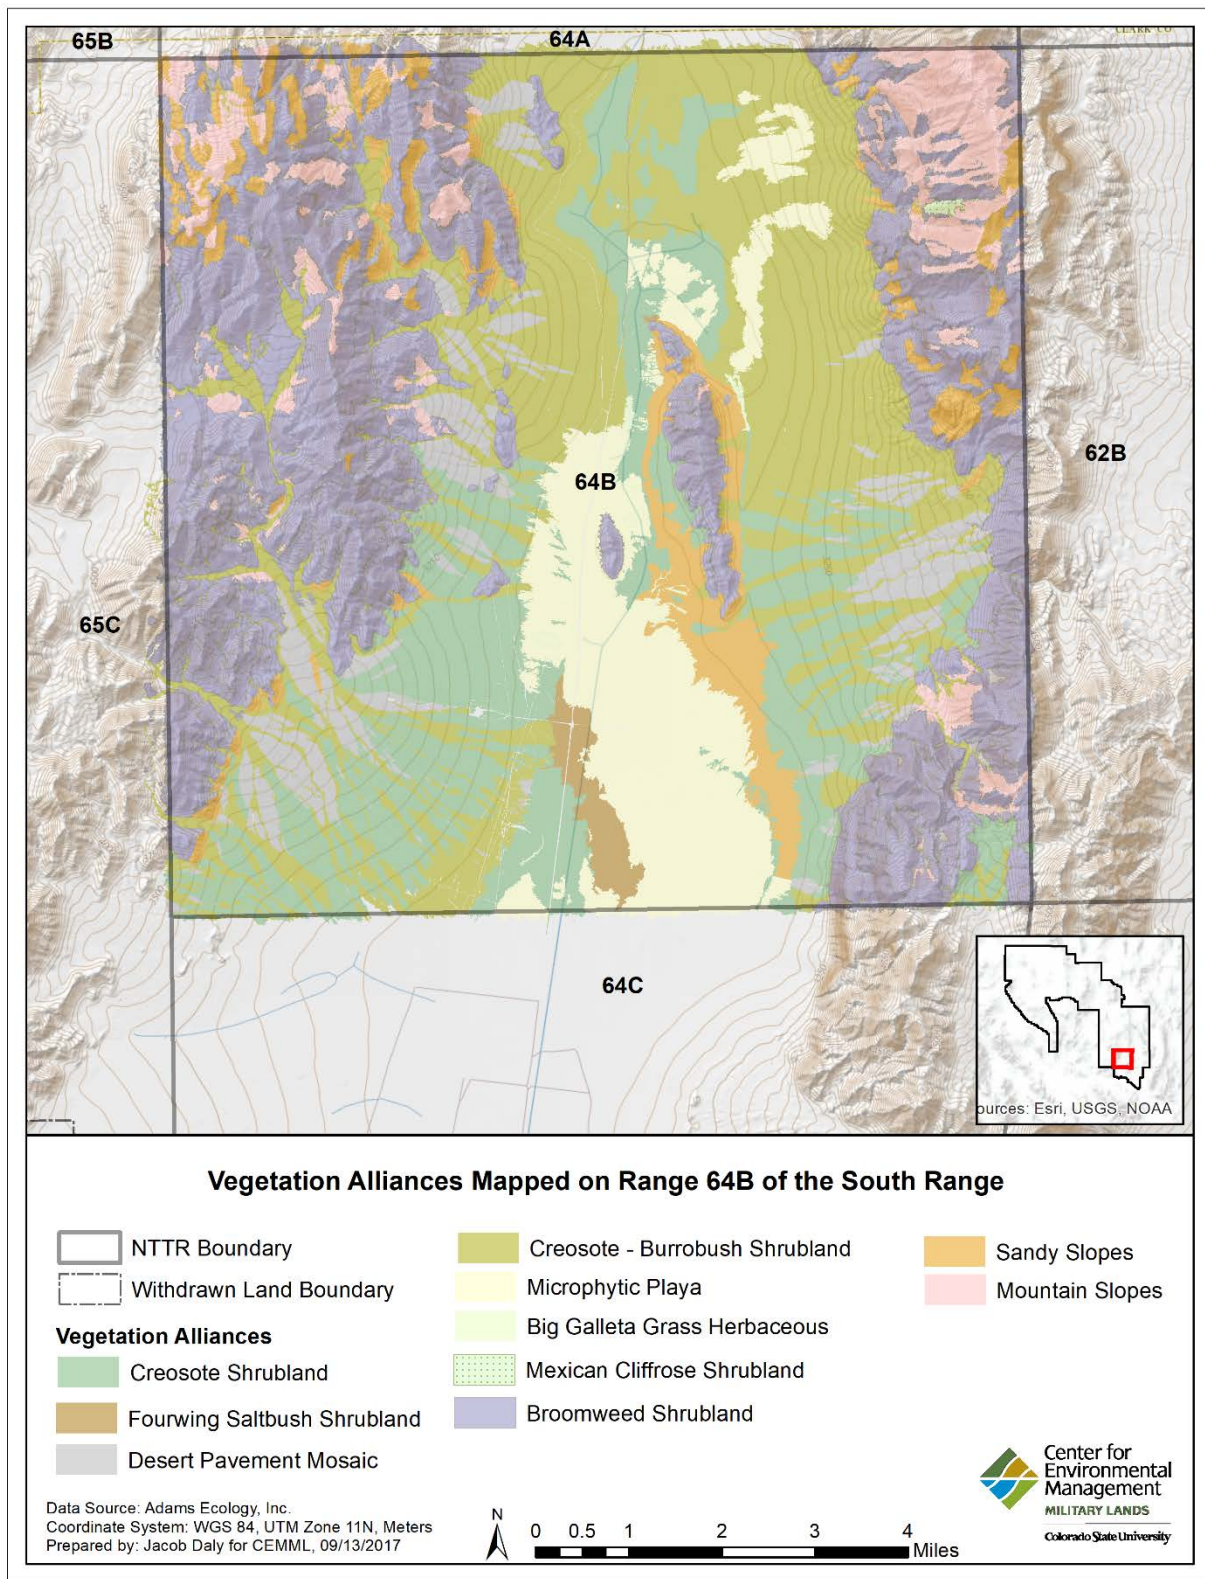 65B
64A
CLARK CO
64B
62B
65C
64C
ources: Esri, USGS, NOAA
Vegetation Alliances Mapped on Range 64B of the South Range
NTTR Boundary
Withdrawn Land Boundary
Vegetation Alliances
Creosote Shrubland
Fourwing Saltbush Shrubland
Desert Pavement Mosaic
Creosote - Burrobush Shrubland
Microphytic Playa
Big Galleta Grass Herbaceous
Mexican Cliffrose Shrubland
Broomweed Shrubland
Sandy Slopes
Mountain Slopes
Data Source: Adams Ecology, Inc.
Coordinate System: WGS 84, UTM Zone 11N, Meters
Prepared by: Jacob Daly for CEMML, 09/13/2017
N
0 0.5 1 2 3 4
Miles
Center for
Environmental
Management
MILITARY LANDS
Colorado State University